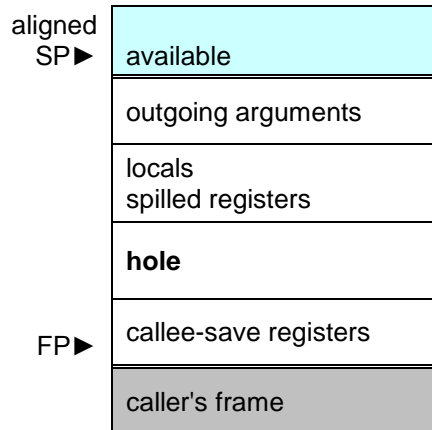 aligned
SP► available
outgoing arguments
locals
spilled registers
hole
FP► callee-save registers
caller's frame